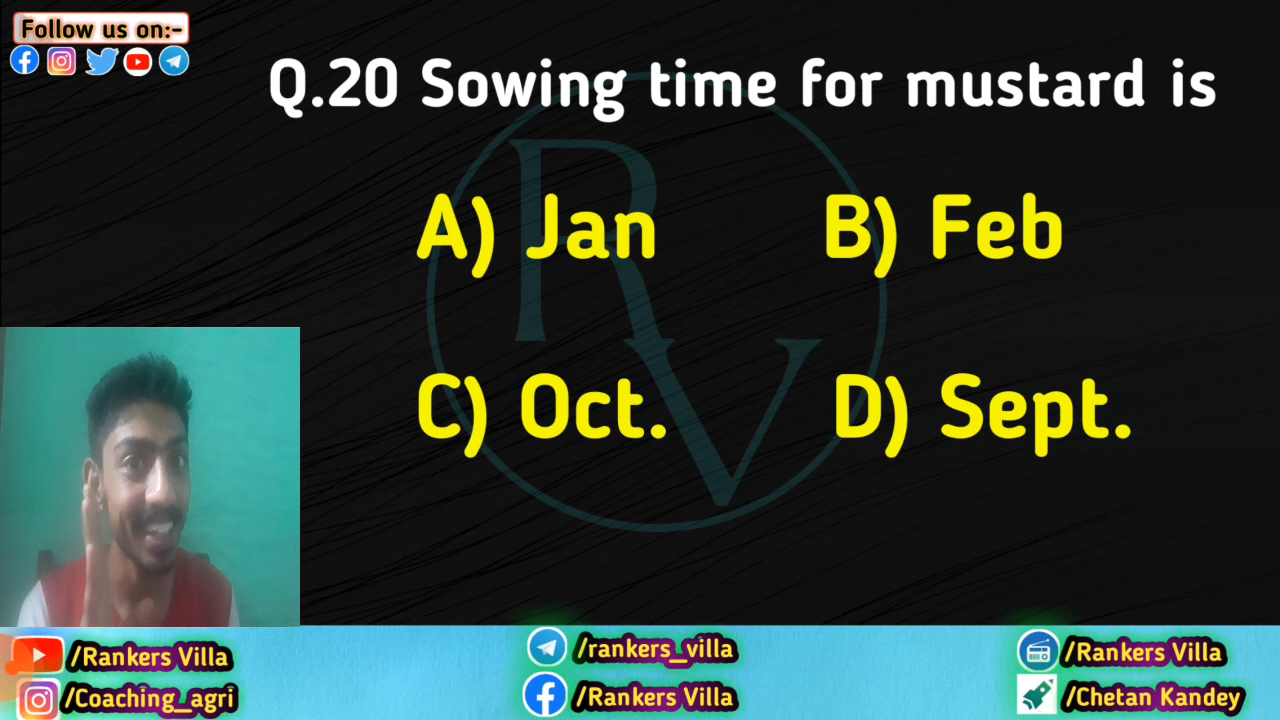 Follow us on:-
Q.20 Sowing time for mustard is
RV
A) Jan
B) Feb
C) Oct.
D) Sept.
/Rankers Villa
/rankers_villa
/Rankers Villa
/Coaching_agri
/Rankers Villa
/Chetan Kandey